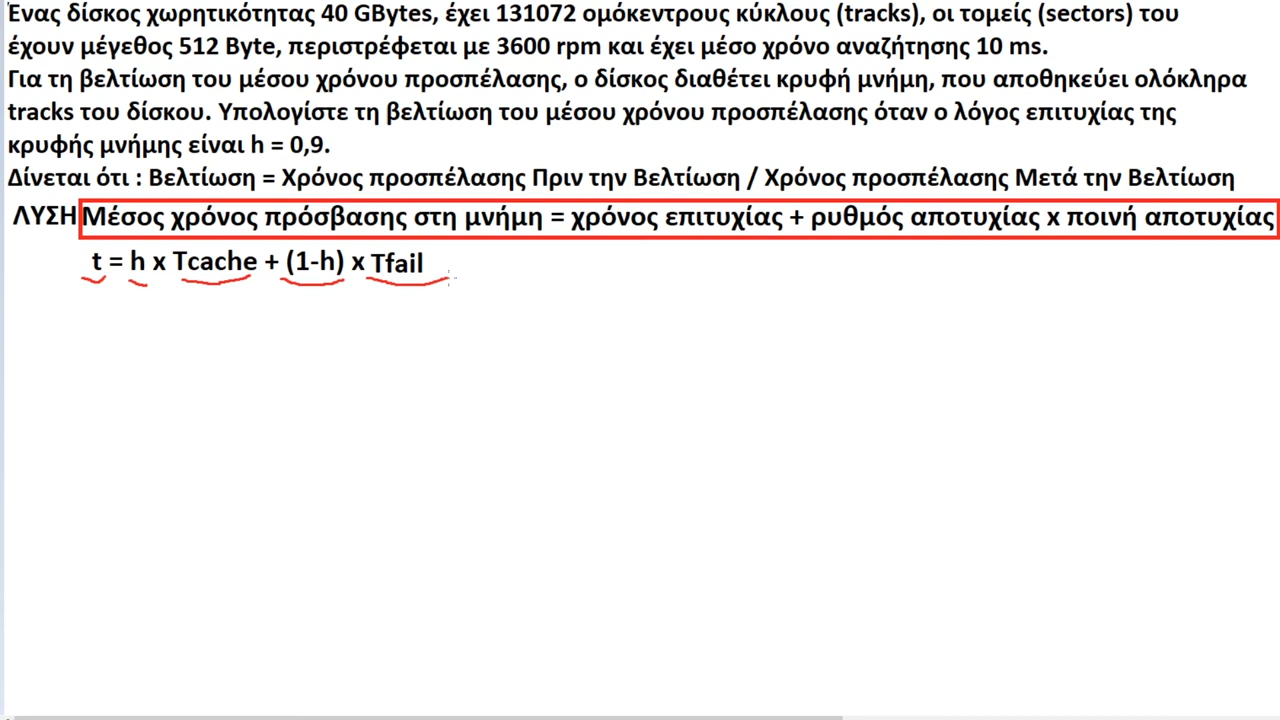 Ένας δίσκος χωρητικότητας 40 GBytes, έχει 131072 ομόκεντρους κύκλους (tracks), οι τομείς (sectors) του
έχουν μέγεθος 512 Byte, περιστρέφεται με 3600 rpm και έχει μέσο χρόνο αναζήτησης 10 ms.
Για τη βελτίωση του μέσου χρόνου προσπέλασης, ο δίσκος διαθέτει κρυφή μνήμη, που αποθηκεύει ολόκληρα
tracks του δίσκου. Υπολογίστε τη βελτίωση του μέσου χρόνου προσπέλασης όταν ο λόγος επιτυχίας της
κρυφής μνήμης είναι h = 0,9.
Δίνεται ότι : Βελτίωση = Χρόνος προσπέλασης Πριν την Βελτίωση / Χρόνος προσπέλασης Μετά την Βελτίωση
ΛΥΣΗ Μέσος χρόνος πρόσβασης στη μνήμη = χρόνος επιτυχίας + ρυθμός αποτυχίας x ποινή αποτυχίας
t = h x Tcache + (1-h) x Tfail